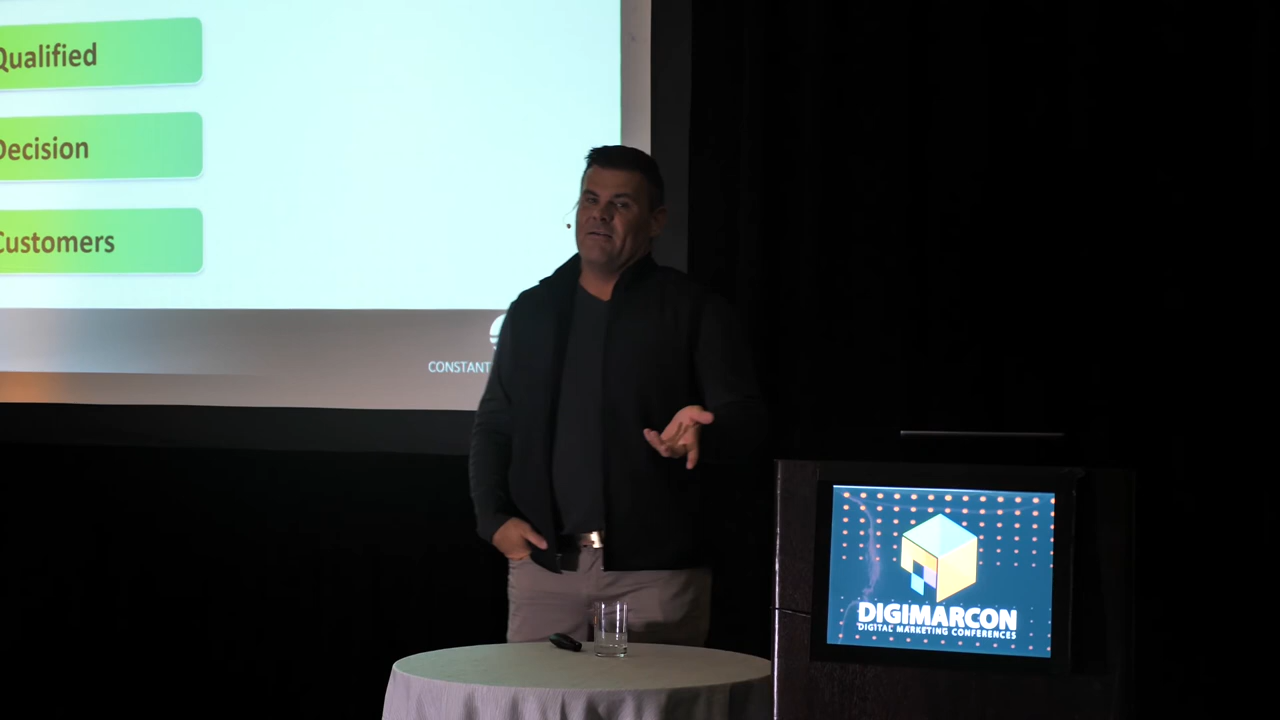 Qualified
Decision
Customers
CONSTANT
DIGIMARCON
DIGITAL MARKETING CONFERENCES